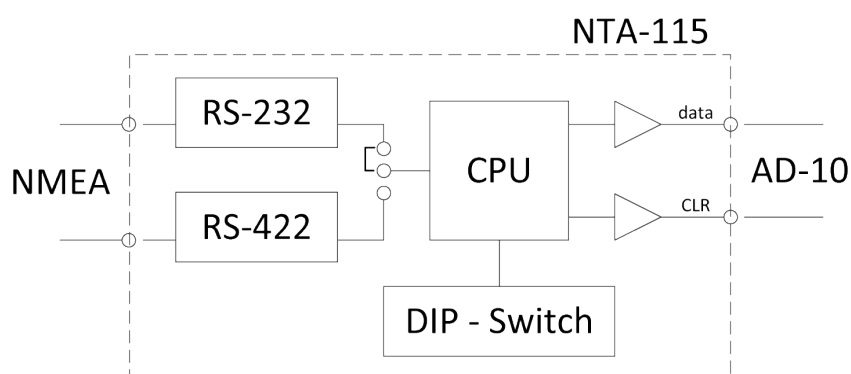 NTA-115
RS-232
data
NMEA
CPU
AD-10
RS-422
CLR
DIP - Switch